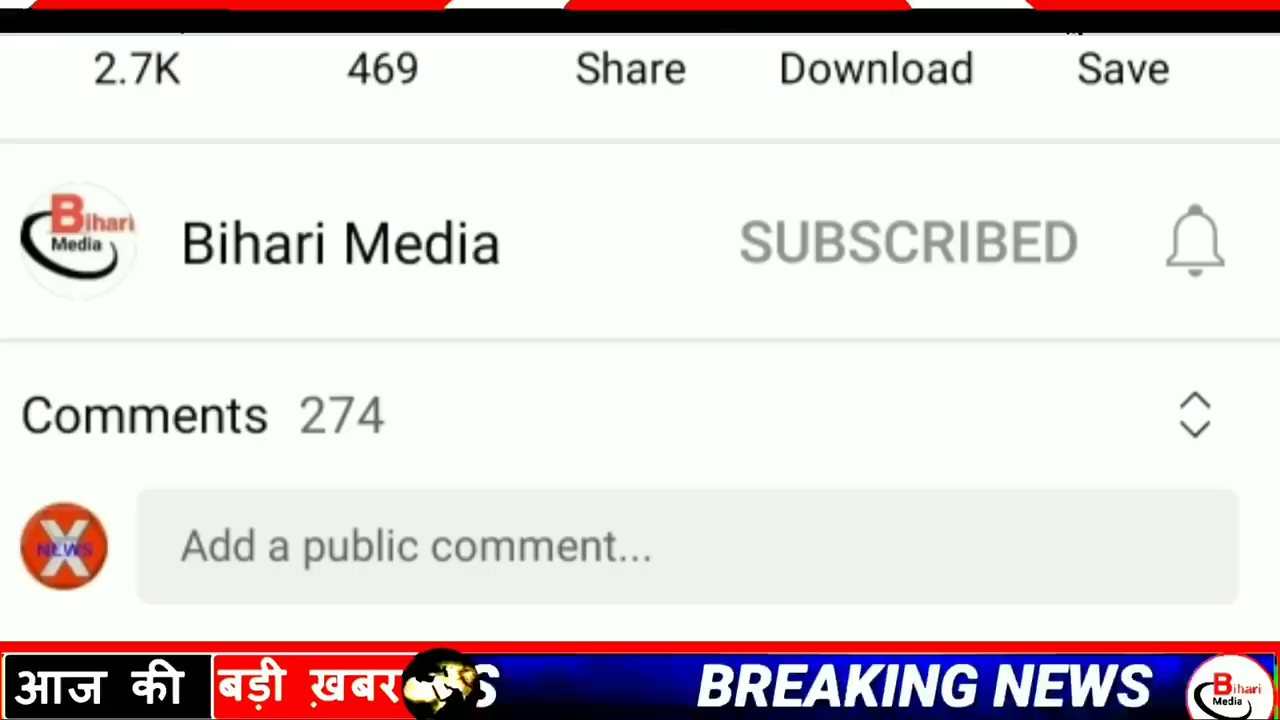 2.7K 469 Share Download Save
Bihari Media
Bihari Media SUBSCRIBED
Comments 274
X NEWS
Add a public comment...
आज की बड़ी ख़बर S BREAKING NEWS
Bihari Media